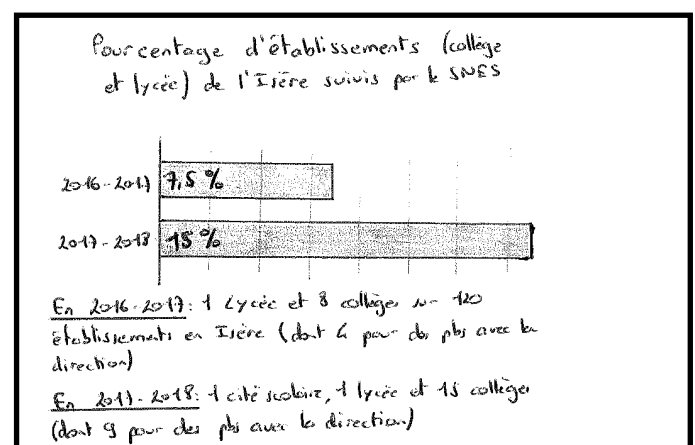 Pourcentage d'établissements (collège
et lycée) de l'Isère suivis par le SNES
2016-2017 7,5 %
2017-2018 15 %
En 2016-2017: 1 Lycée et 8 collèges sur 120
établissements en Isère (dont 4 pour des pbs avec la
direction)
En 2017-2018: 1 cité scolaire, 1 lycée et 15 collèges
(dont 9 pour des pbs avec la direction)